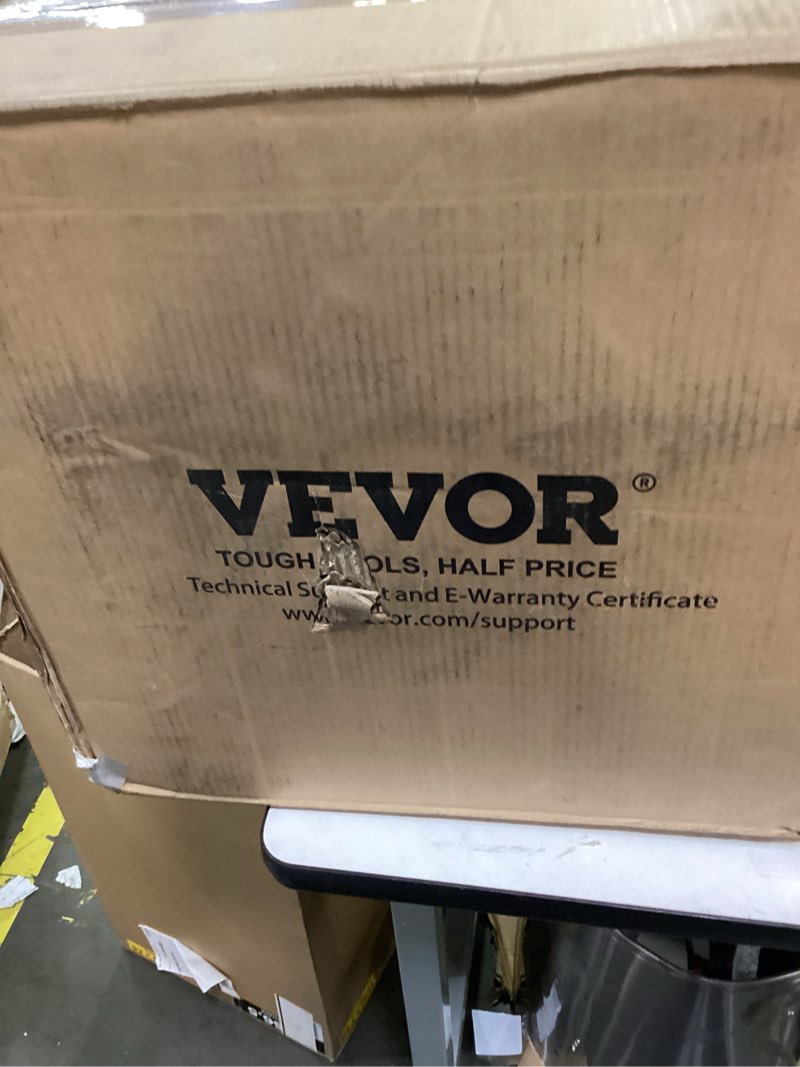 VEVOR®
TOUGH OLS, HALF PRICE
Technical Su t and E-Warranty Certificate
ww or.com/support